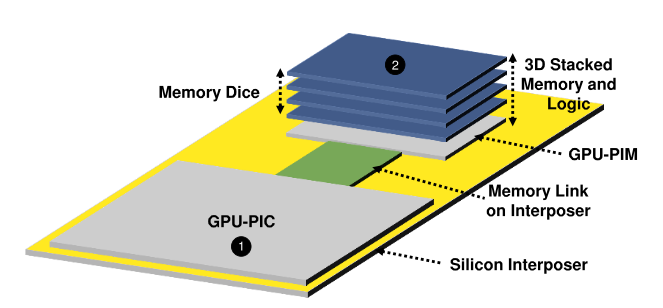 2
3D Stacked
Memory and
Logic
Memory Dice
GPU-PIM
Memory Link
on Interposer
GPU-PIC
1
Silicon Interposer